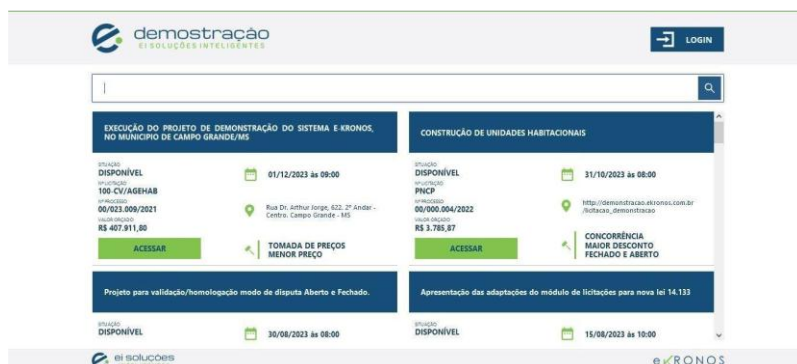 demostração
EI SOLUÇÕES INTELIGENTES
LOGIN
EXECUÇÃO DO PROJETO DE DEMONSTRAÇÃO DO SISTEMA E-KRONOS,
NO MUNICIPIO DE CAMPO GRANDE/MS
SITUAÇÃO
DISPONÍVEL
01/12/2023 às 09:00
Nº LICITAÇÃO
100-CV/AGEHAB
Nº PROCESSO
00/023.009/2021
Rua Dr. Arthur Jorge, 622. 2º Andar -
Centro. Campo Grande - MS
VALOR ORÇADO
R$ 407.911,80
ACESSAR
TOMADA DE PREÇOS
MENOR PREÇO
CONSTRUÇÃO DE UNIDADES HABITACIONAIS
SITUAÇÃO
DISPONÍVEL
31/10/2023 às 08:00
Nº LICITAÇÃO
PNCP
Nº PROCESSO
00/000.004/2022
http://demonstracao.ekronos.com.br
/licitacao_demonstracao
VALOR ORÇADO
R$ 3.785,87
ACESSAR
CONCORRÊNCIA
MAIOR DESCONTO
FECHADO E ABERTO
Projeto para validação/homologação modo de disputa Aberto e Fechado.
SITUAÇÃO
DISPONÍVEL
30/08/2023 às 08:00
Apresentação das adaptações do módulo de licitações para nova lei 14.133
SITUAÇÃO
DISPONÍVEL
15/08/2023 às 10:00
ei soluções
eKRONOS